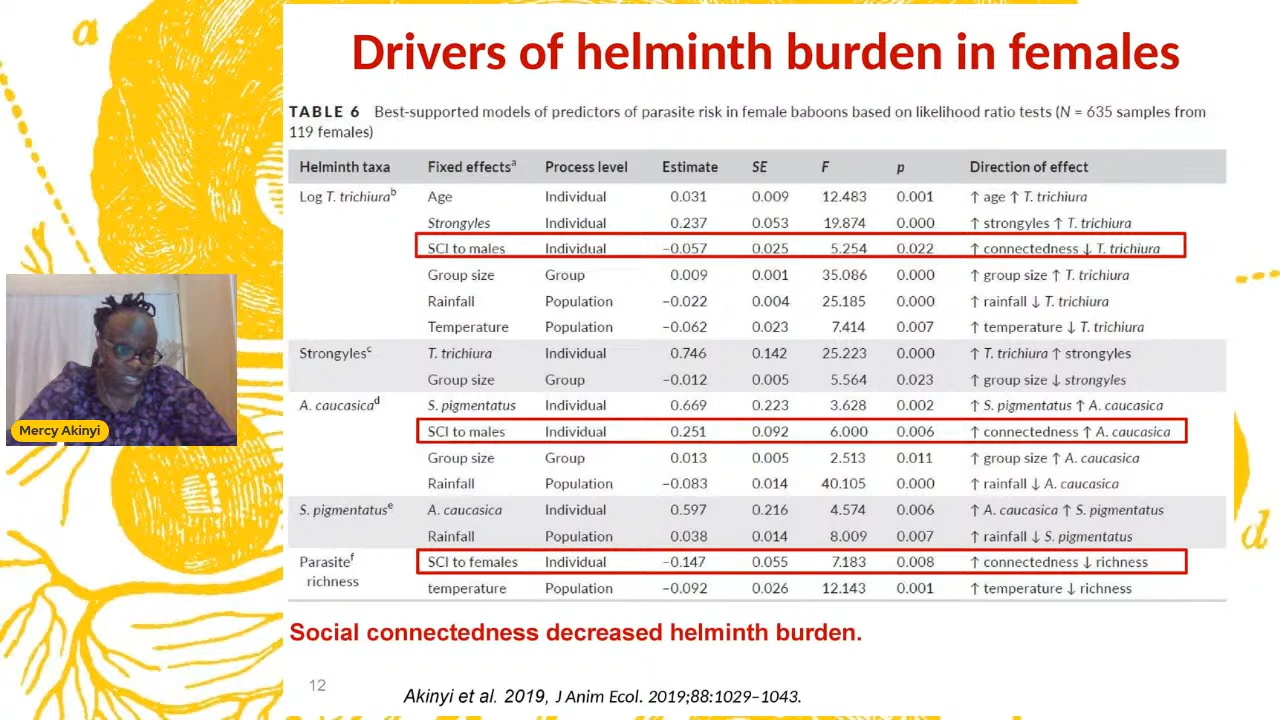 a
Drivers of helminth burden in females
TABLE 6 Best-supported models of predictors of parasite risk in female baboons based on likelihood ratio tests (N = 635 samples from
119 females)
Helminth taxa Fixed effectsᵃ Process level Estimate SE F p Direction of effect
Log T. trichiuraᵇ Age Individual 0.031 0.009 12.483 0.001 ↑ age ↑ T. trichiura
Strongyles Individual 0.237 0.053 19.874 0.000 ↑ strongyles ↑ T. trichiura
SCI to males Individual −0.057 0.025 5.254 0.022 ↑ connectedness ↓ T. trichiura
Group size Group 0.009 0.001 35.086 0.000 ↑ group size ↑ T. trichiura
Rainfall Population −0.022 0.004 25.185 0.000 ↑ rainfall ↓ T. trichiura
Temperature Population −0.062 0.023 7.414 0.007 ↑ temperature ↓ T. trichiura
Strongylesᶜ T. trichiura Individual 0.746 0.142 25.223 0.000 ↑ T. trichiura ↑ strongyles
Group size Group −0.012 0.005 5.564 0.023 ↑ group size ↓ strongyles
A. caucasicaᵈ S. pigmentatus Individual 0.669 0.223 3.628 0.002 ↑ S. pigmentatus ↑ A. caucasica
SCI to males Individual 0.251 0.092 6.000 0.006 ↑ connectedness ↑ A. caucasica
Group size Group 0.013 0.005 2.513 0.011 ↑ group size ↑ A. caucasica
Rainfall Population −0.083 0.014 40.105 0.000 ↑ rainfall ↓ A. caucasica
S. pigmentatusᵉ A. caucasica Individual 0.597 0.216 4.574 0.006 ↑ A. caucasica ↑ S. pigmentatus
Rainfall Population 0.038 0.014 8.009 0.007 ↑ rainfall ↓ S. pigmentatus
Parasiteᶠ SCI to females Individual −0.147 0.055 7.183 0.008 ↑ connectedness ↓ richness
richness temperature Population −0.092 0.026 12.143 0.001 ↑ temperature ↓ richness
Mercy Akinyi
d
Social connectedness decreased helminth burden.
12
Akinyi et al. 2019, J Anim Ecol. 2019;88:1029–1043.